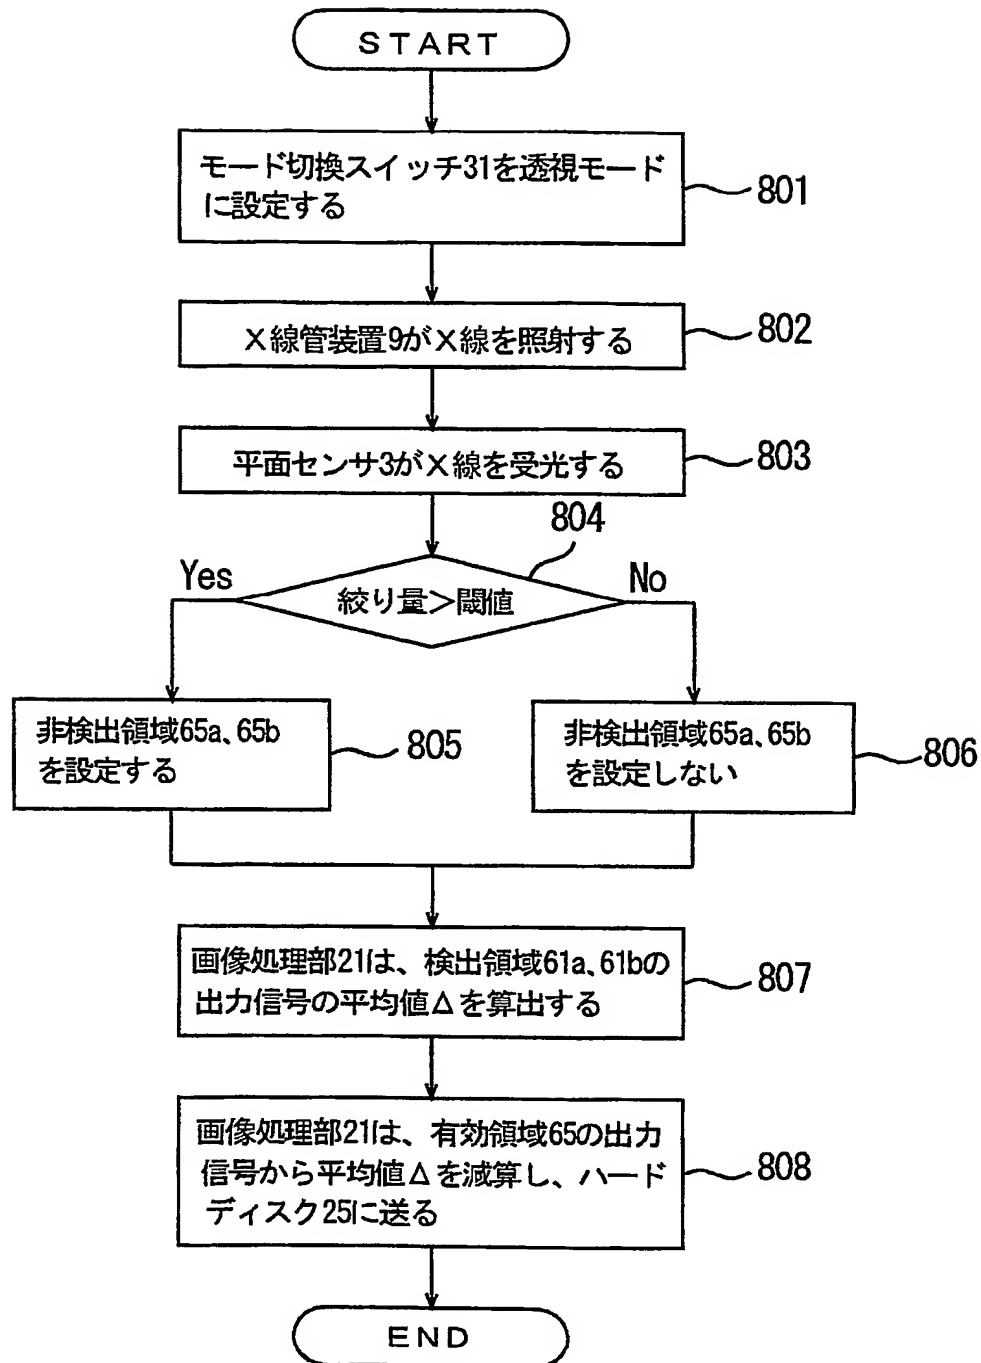 START
モード切換スイッチ31を透視モード
に設定する
801
X線管装置9がX線を照射する
802
平面センサ3がX線を受光する
803
804
Yes
No
絞り量>閾値
非検出領域65a、65b
を設定する
805
非検出領域65a、65b
を設定しない
806
画像処理部21は、検出領域61a、61bの
出力信号の平均値Δを算出する
807
画像処理部21は、有効領域65の出力
信号から平均値Δを減算し、ハード
ディスク25に送る
808
END